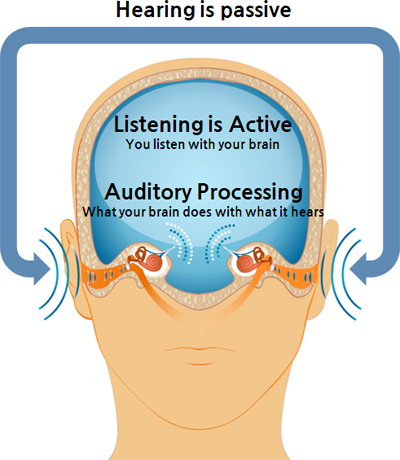 Hearing is passive
Listening is Active
You listen with your brain
Auditory Processing
What your brain does with what it hears